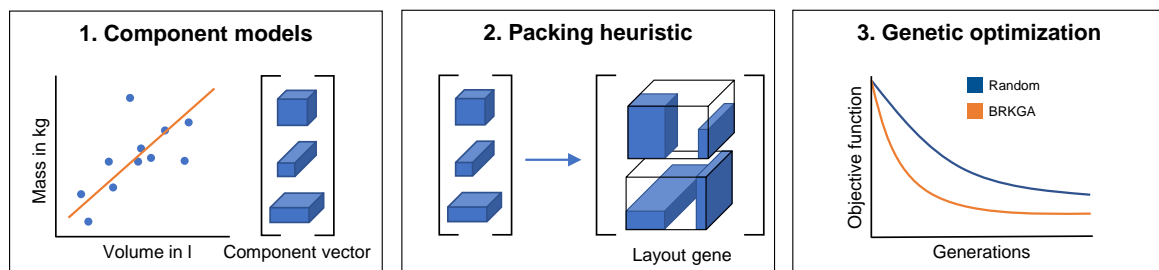 1. Component models
Mass in kg
Volume in l
Component vector
2. Packing heuristic
Layout gene
3. Genetic optimization
Objective function
Random
BRKGA
Generations